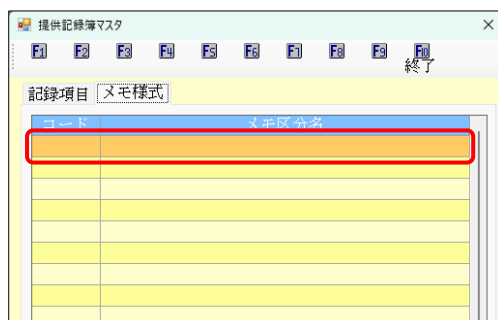 提供記録簿マスタ
F1 F2 F3 F4 F5 F6 F7 F8 F9 F10
終了
記録項目 メモ様式
コード メモ区分名